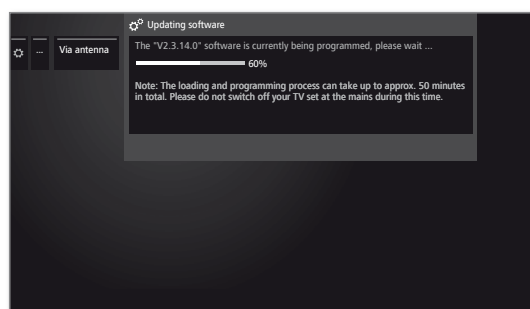 Updating software
... Via antenna
The "V2.3.14.0" software is currently being programmed, please wait ...
60%
Note: The loading and programming process can take up to approx. 50 minutes
in total. Please do not switch off your TV set at the mains during this time.